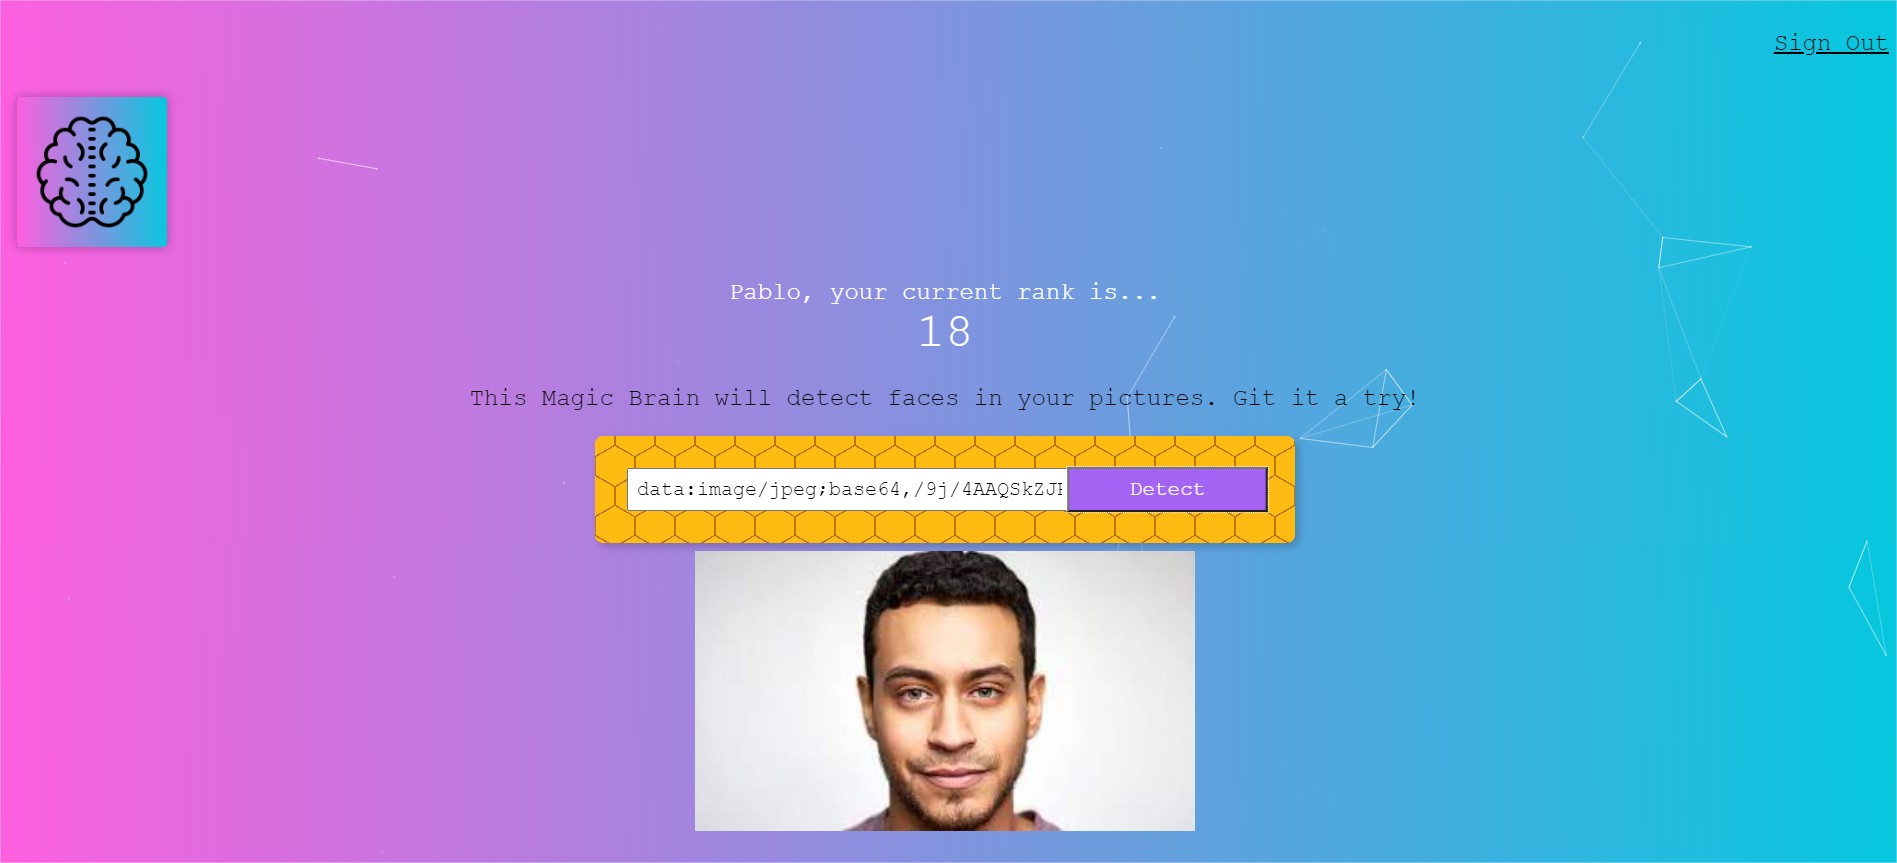 Sign Out
Pablo, your current rank is...
18
This Magic Brain will detect faces in your pictures. Git it a try!
data:image/jpeg;base64,/9j/4AAQSkZJ
Detect